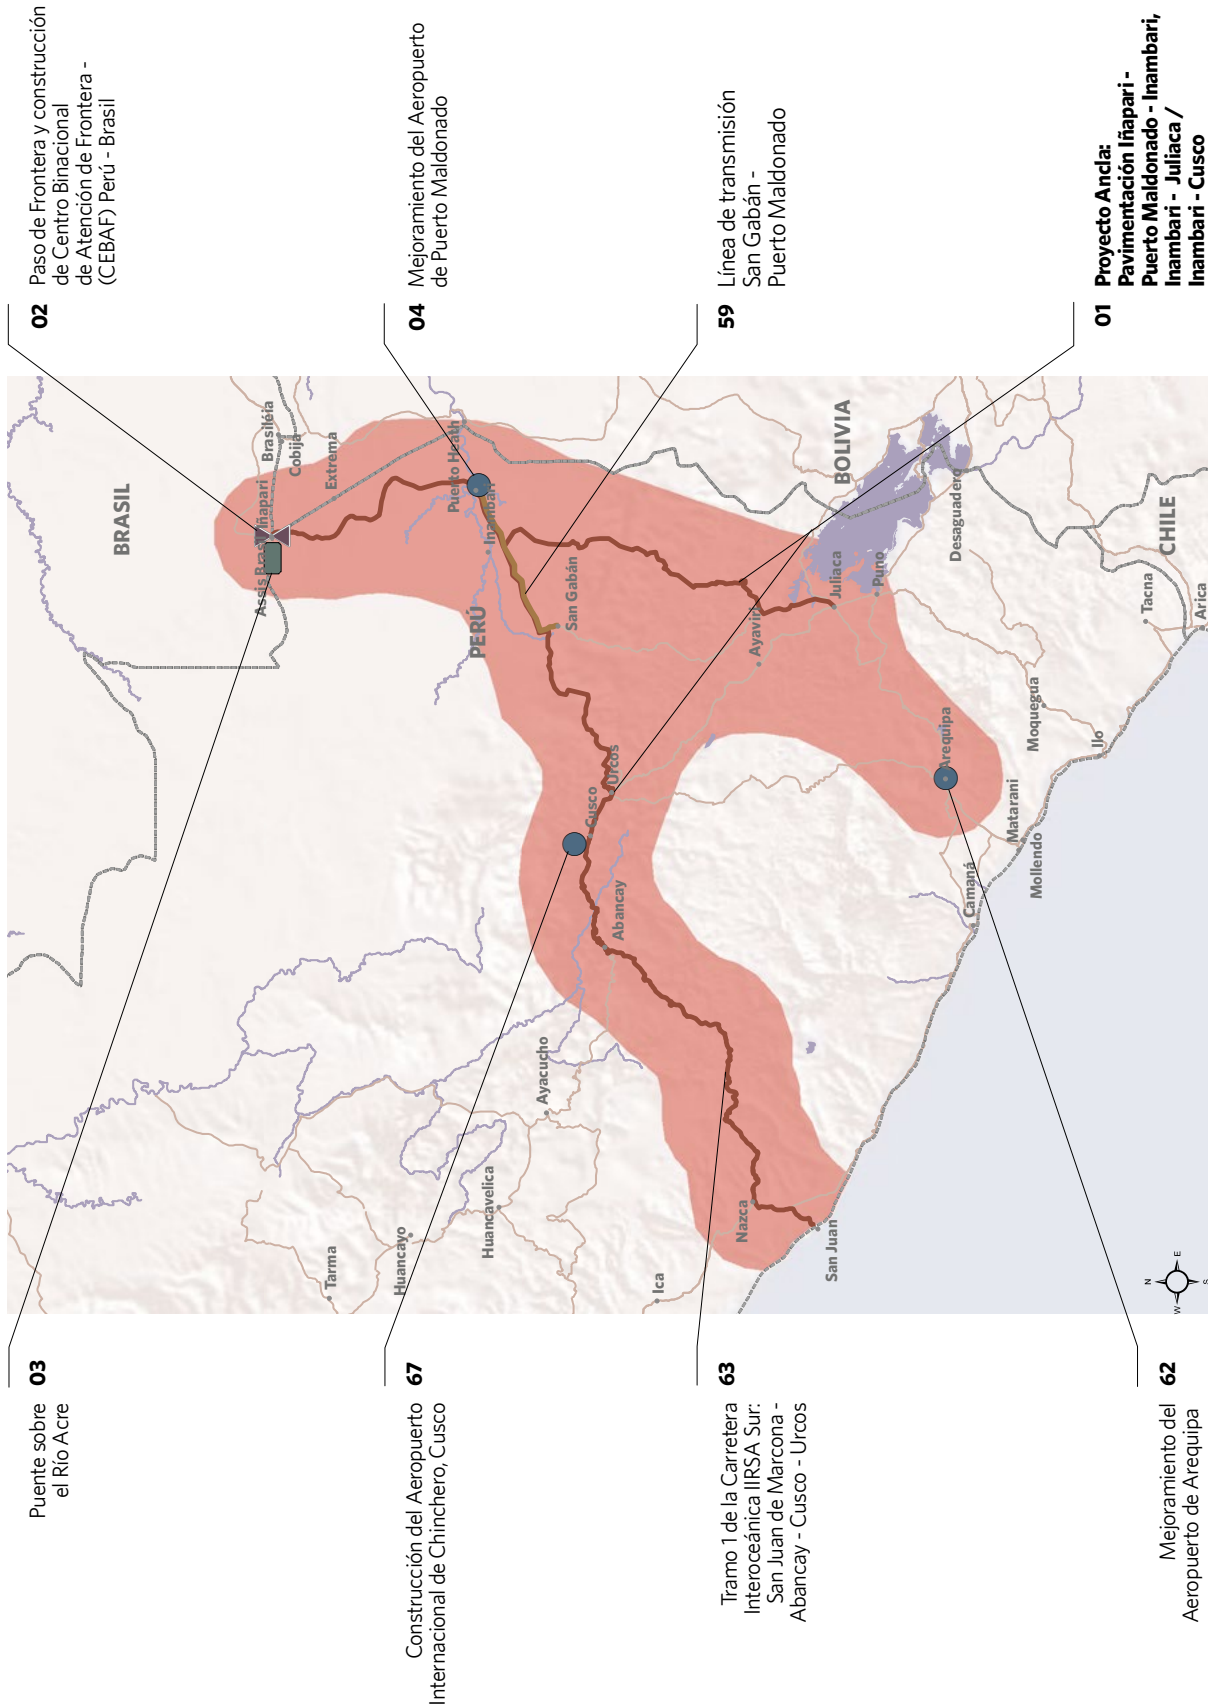 Puente sobre
el Río Acre
03
Construcción del Aeropuerto
Internacional de Chinchero, Cusco
67
Tramo 1 de la Carretera
Interoceánica IIRSA Sur:
San Juan de Marcona -
Abancay - Cusco - Urcos
63
Mejoramiento del
Aeropuerto de Arequipa
62
02
Paso de Frontera y construcción
de Centro Binacional
de Atención de Frontera -
(CEBAF) Perú - Brasil
04
Mejoramiento del Aeropuerto
de Puerto Maldonado
59
Línea de transmisión
San Gabán -
Puerto Maldonado
01
Proyecto Ancla:
Pavimentación Iñapari -
Puerto Maldonado - Inambari,
Inambari - Juliaca /
Inambari - Cusco
BRASIL
Assis Brasil
Iñapari
Brasiléia
Cobija
Extrema
Puerto Heath
Inambari
PERÚ
San Gabán
BOLIVIA
Tarma
Huancayo
Huancavelica
Ayacucho
Abancay
Cusco
Urcos
Ayaviri
Juliaca
Puno
Desaguadero
CHILE
Ica
Nazca
San Juan
Camaná
Arequipa
Matarani
Mollendo
Moquegua
Ilo
Tacna
Arica
N
W
E
S